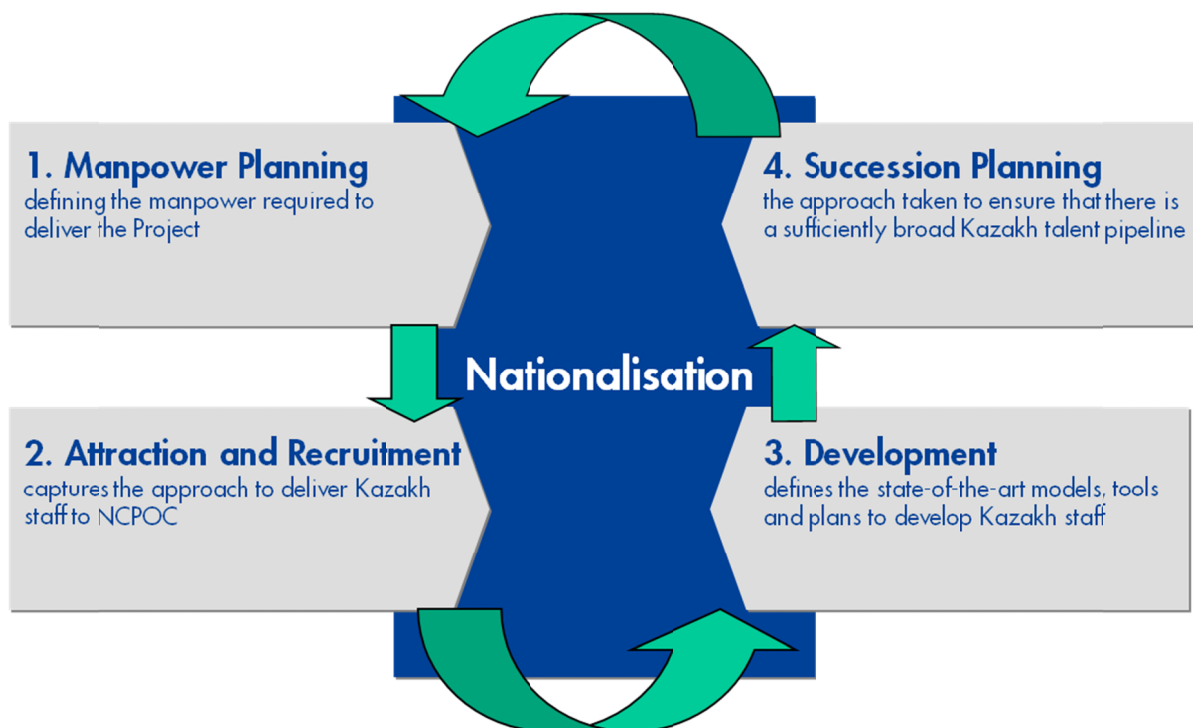 1. Manpower Planning
defining the manpower required to
deliver the Project
2. Attraction and Recruitment
captures the approach to deliver Kazakh
staff to NCPOC
Nationalisation
3. Development
defines the state-of-the-art models, tools
and plans to develop Kazakh staff
4. Succession Planning
the approach taken to ensure that there is
a sufficiently broad Kazakh talent pipeline